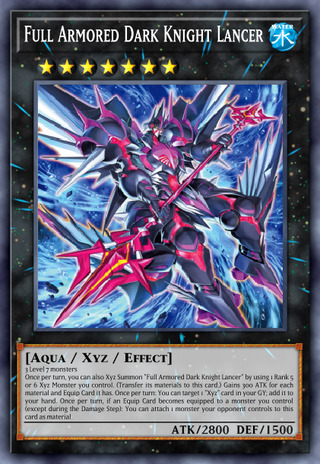 Full Armored Dark Knight Lancer
WATER
水
[Aqua / Xyz / Effect]
3 Level 7 monsters
Once per turn, you can also Xyz Summon "Full Armored Dark Knight Lancer" by using 1 Rank 5
or 6 Xyz Monster you control. (Transfer its materials to this card.) Gains 300 ATK for each
material and Equip Card it has. Once per turn: You can target 1 "Xyz" card in your GY; add it to
your hand. Once per turn, if an Equip Card becomes equipped to a monster you control
(except during the Damage Step): You can attach 1 monster your opponent controls to this
card as material.
ATK/2800 DEF/1500